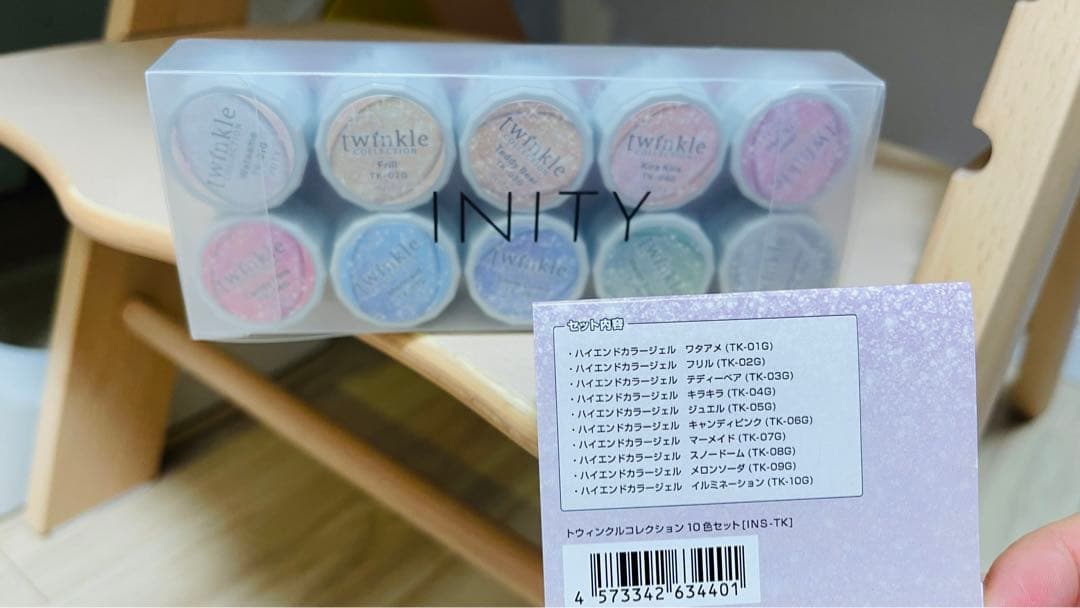 twinkle
COLLECTION
twinkle
COLLECTION
Frill
TK-02G
twinkle
COLLECTION
Teddy Bear
twinkle
COLLECTION
Kira Kira
TK-04G
twinkle
INITY
twinkle
twinkle
twinkle
twinkle
セット内容
・ハイエンドカラージェル ワタアメ(TK-01G)
・ハイエンドカラージェル フリル(TK-02G)
・ハイエンドカラージェル テディーベア(TK-03G)
・ハイエンドカラージェル キラキラ(TK-04G)
・ハイエンドカラージェル ジュエル(TK-05G)
・ハイエンドカラージェル キャンディピンク(TK-06G)
・ハイエンドカラージェル マーメイド(TK-07G)
・ハイエンドカラージェル スノードーム(TK-08G)
・ハイエンドカラージェル メロンソーダ(TK-09G)
・ハイエンドカラージェル イルミネーション(TK-10G)
トウィンクルコレクション10色セット[INS-TK]
4 573342 634401